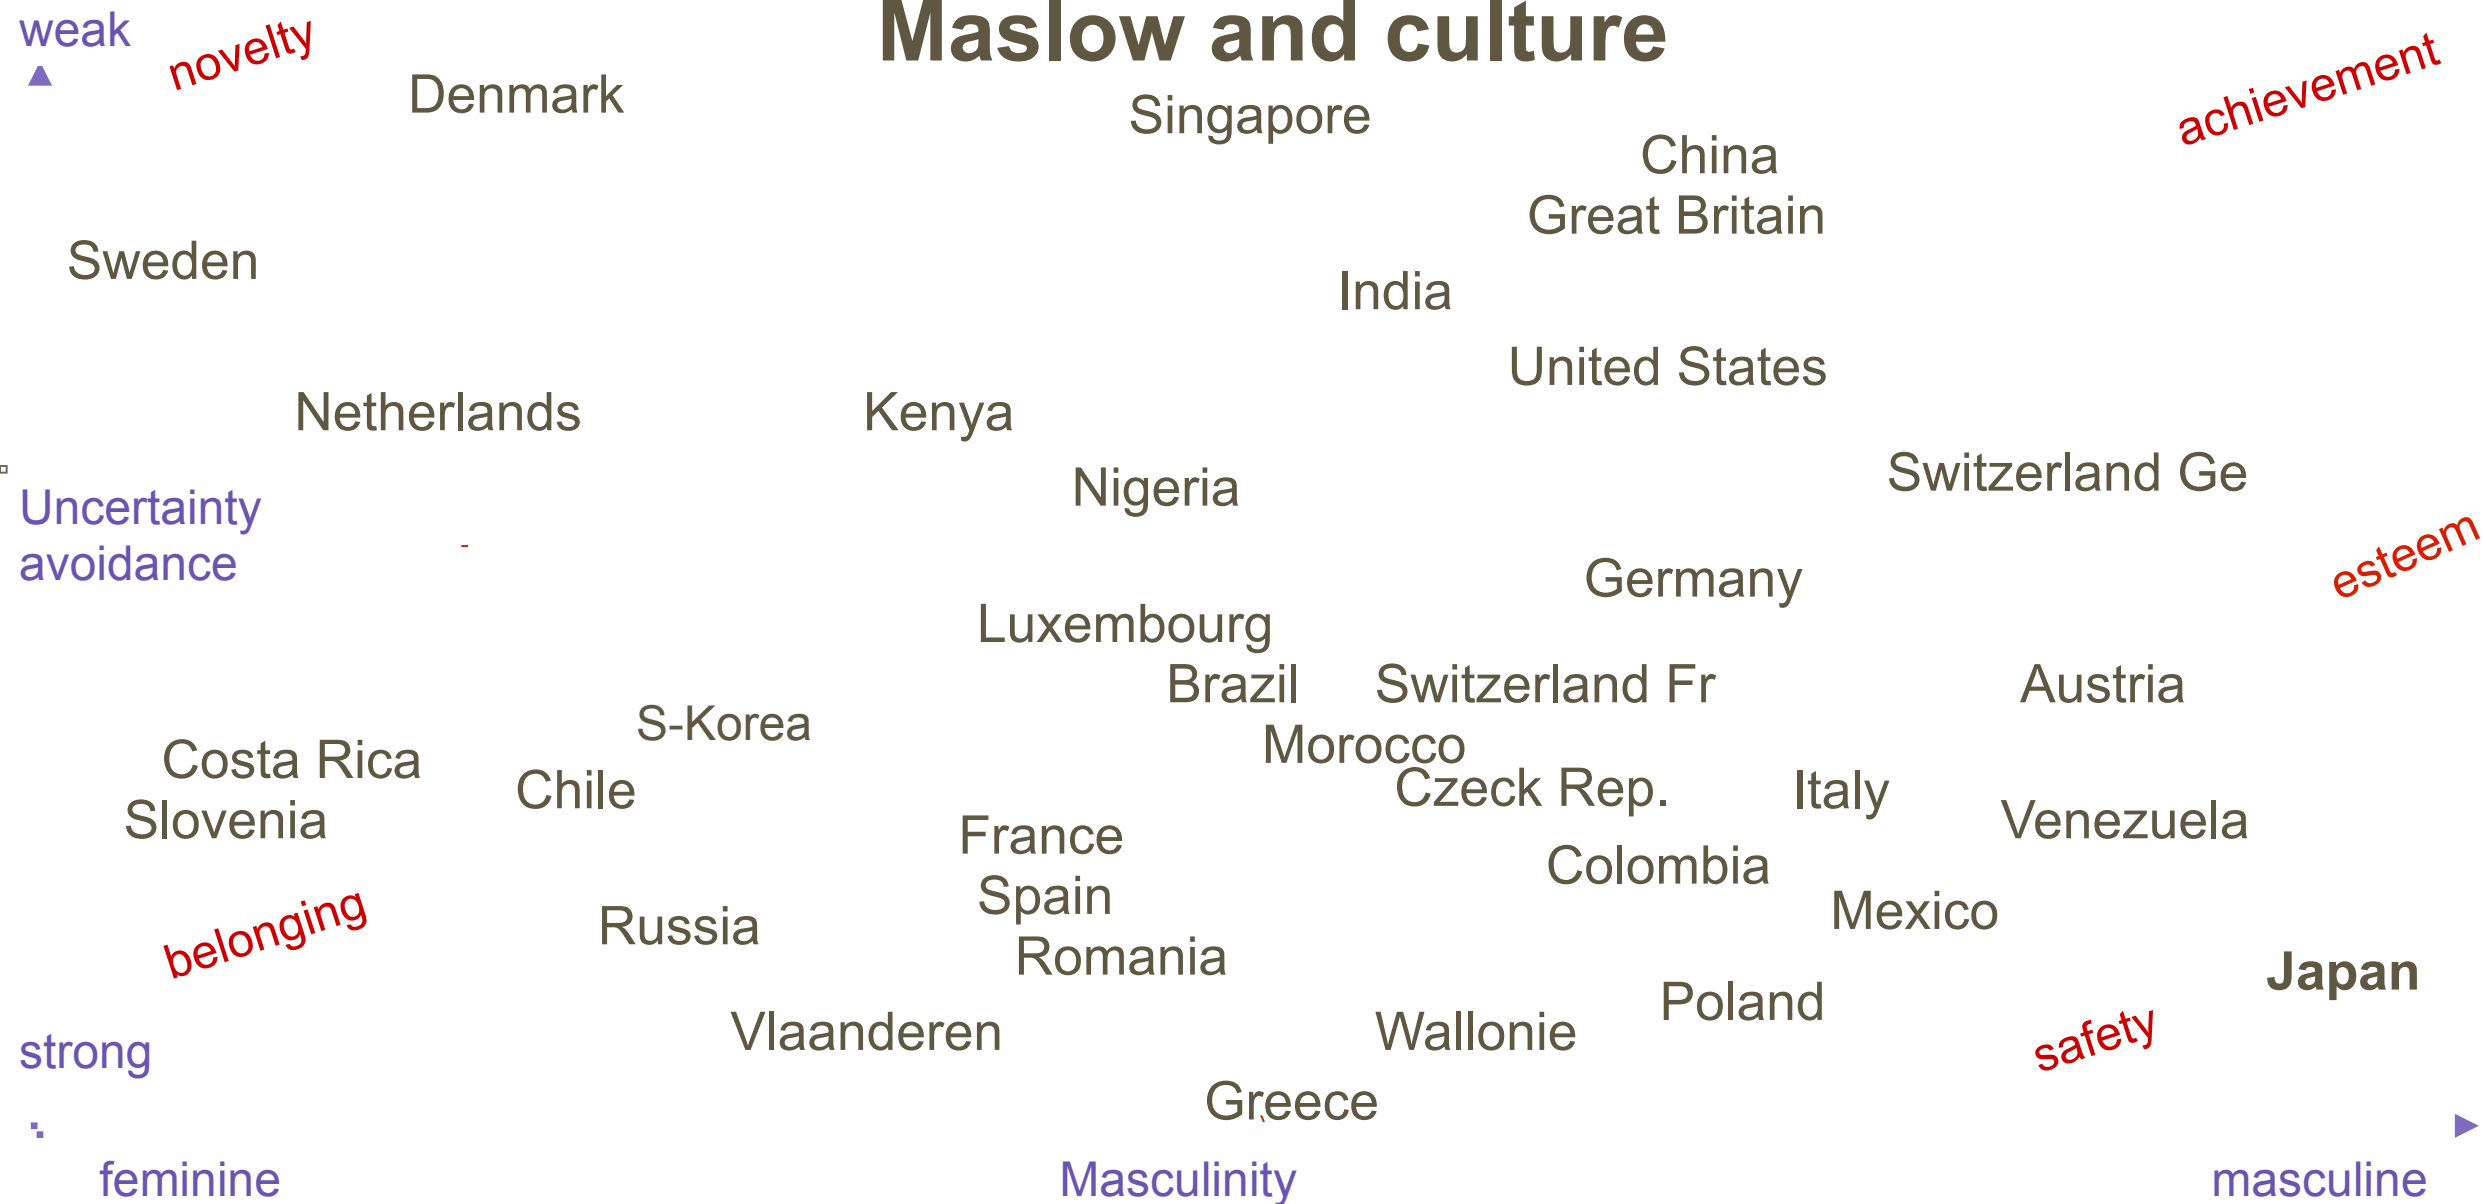 Maslow and culture
weak
novelty
achievement
Denmark
Singapore
China
Great Britain
Sweden
India
United States
Netherlands
Kenya
Switzerland Ge
Nigeria
Uncertainty
avoidance
esteem
Germany
Luxembourg
Brazil
Switzerland Fr
Austria
S-Korea
Morocco
Costa Rica
Chile
Czeck Rep.
Italy
Slovenia
Venezuela
France
Colombia
Spain
Mexico
belonging
Russia
Romania
Japan
Poland
Vlaanderen
Wallonie
safety
strong
Greece
feminine
Masculinity
masculine